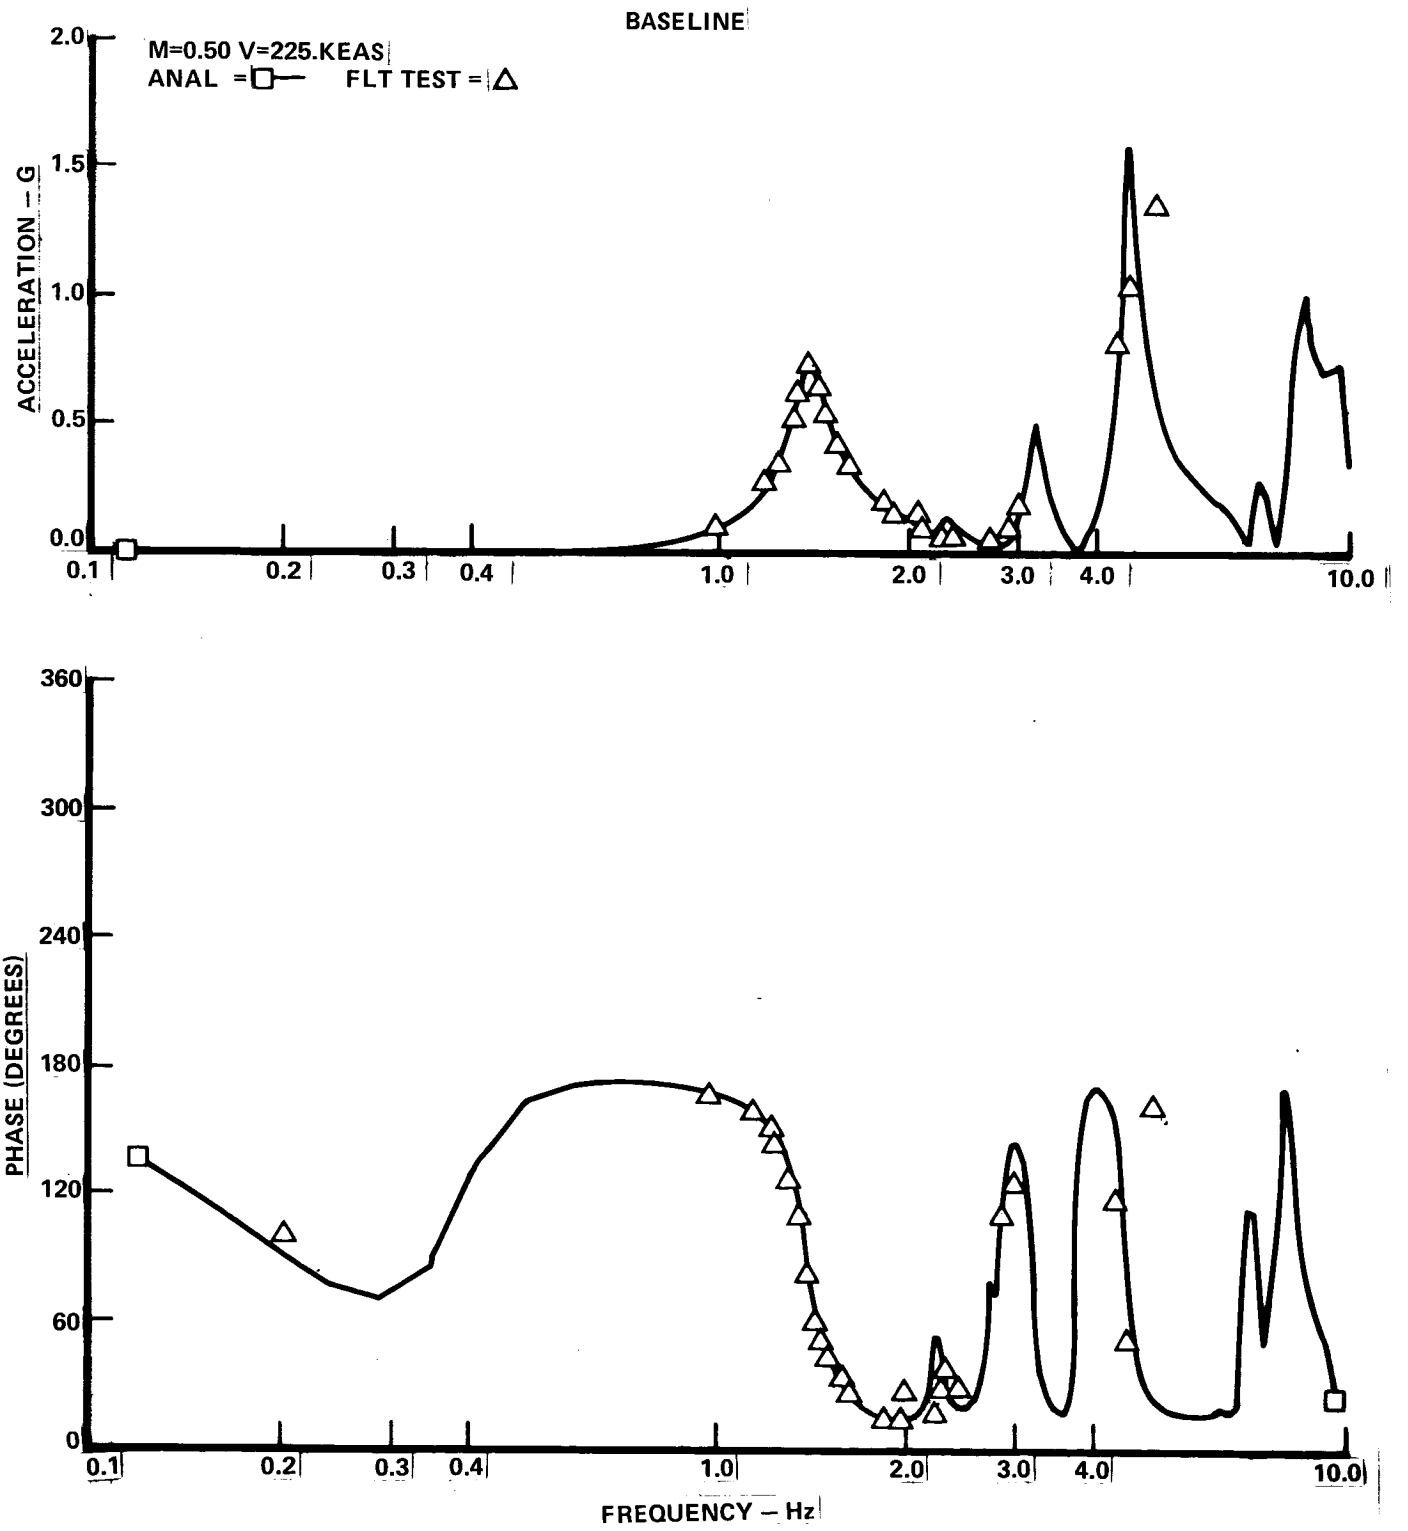 BASELINE
M=0.50 V=225.KEAS
ANAL = FLT TEST =
2.0
1.5
1.0
0.5
0.0
ACCELERATION – G
0.1 0.2 0.3 0.4 1.0 2.0 3.0 4.0 10.0
360
300
240
180
120
60
0
PHASE (DEGREES)
0.1 0.2 0.3 0.4 1.0 2.0 3.0 4.0 10.0
FREQUENCY – Hz